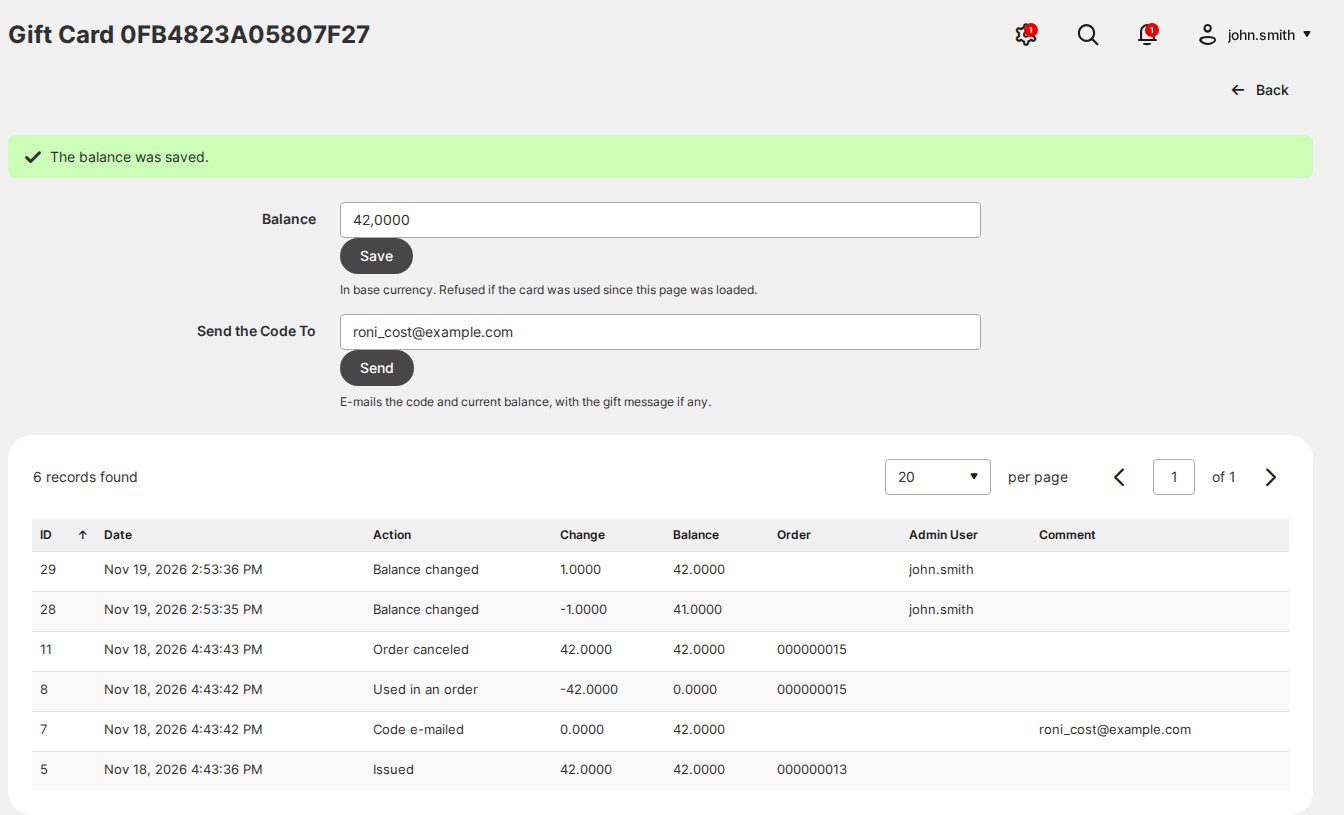 Gift Card 0FB4823A05807F27
1
1
john.smith
Back
The balance was saved.
Balance
42,0000
Save
In base currency. Refused if the card was used since this page was loaded.
Send the Code To
roni_cost@example.com
Send
E-mails the code and current balance, with the gift message if any.
6 records found
20 per page 1 of 1
ID Date Action Change Balance Order Admin User Comment
29 Nov 19, 2026 2:53:36 PM Balance changed 1.0000 42.0000 john.smith
28 Nov 19, 2026 2:53:35 PM Balance changed -1.0000 41.0000 john.smith
11 Nov 18, 2026 4:43:43 PM Order canceled 42.0000 42.0000 000000015
8 Nov 18, 2026 4:43:42 PM Used in an order -42.0000 0.0000 000000015
7 Nov 18, 2026 4:43:42 PM Code e-mailed 0.0000 42.0000 roni_cost@example.com
5 Nov 18, 2026 4:43:36 PM Issued 42.0000 42.0000 000000013